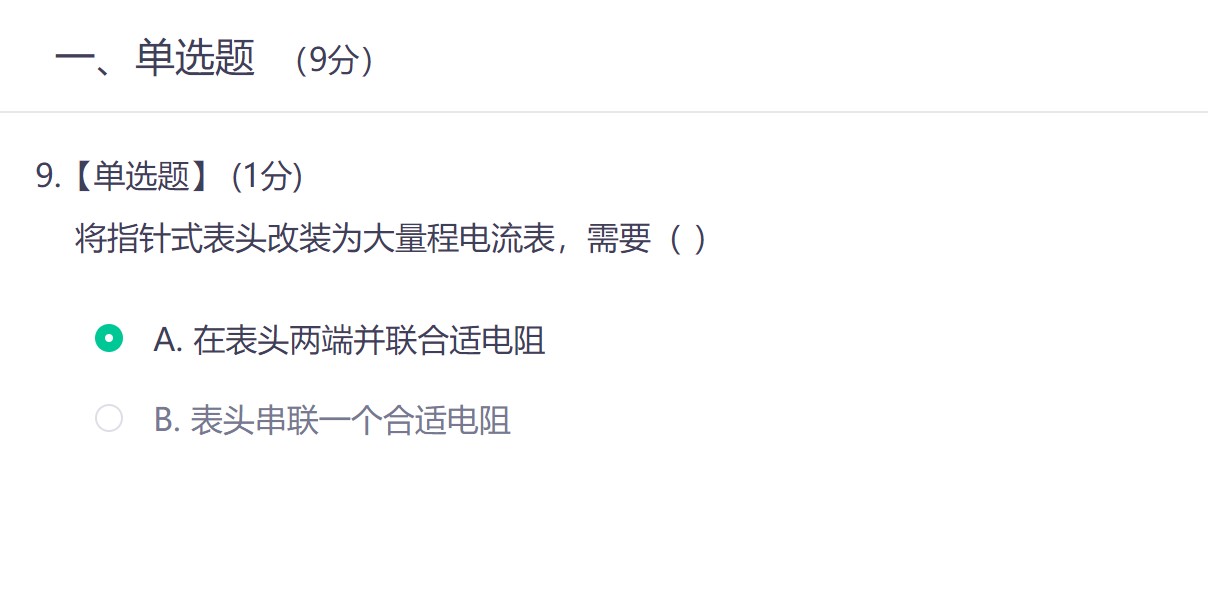 一、单选题 （9分）
9.【单选题】 (1分)
将指针式表头改装为大量程电流表，需要（ ）
A. 在表头两端并联合适电阻
B. 表头串联一个合适电阻